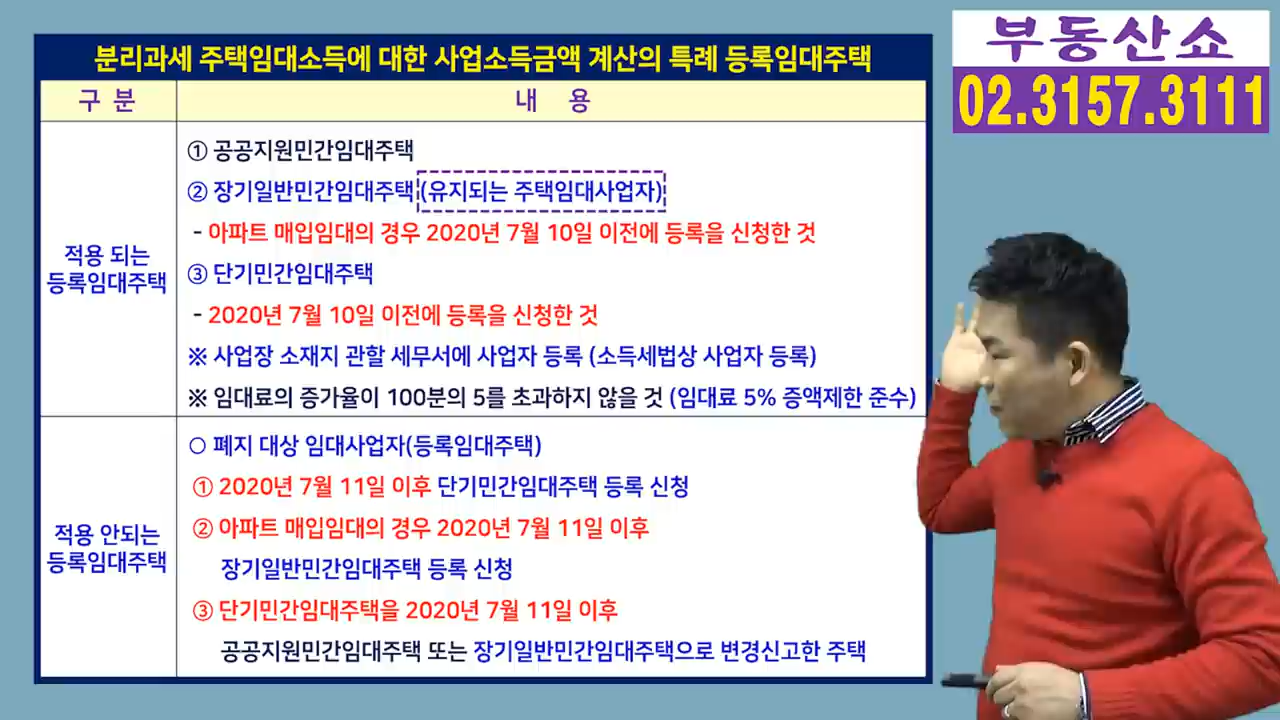 부동산쇼
02.3157.3111
분리과세 주택임대소득에 대한 사업소득금액 계산의 특례 등록임대주택
구 분
내 용
적용 되는
등록임대주택
① 공공지원민간임대주택
② 장기일반민간임대주택 (유지되는 주택임대사업자)
- 아파트 매입임대의 경우 2020년 7월 10일 이전에 등록을 신청한 것
③ 단기민간임대주택
- 2020년 7월 10일 이전에 등록을 신청한 것
※ 사업장 소재지 관할 세무서에 사업자 등록 (소득세법상 사업자 등록)
※ 임대료의 증가율이 100분의 5를 초과하지 않을 것 (임대료 5% 증액제한 준수)
적용 안되는
등록임대주택
○ 폐지 대상 임대사업자(등록임대주택)
① 2020년 7월 11일 이후 단기민간임대주택 등록 신청
② 아파트 매입임대의 경우 2020년 7월 11일 이후
장기일반민간임대주택 등록 신청
③ 단기민간임대주택을 2020년 7월 11일 이후
공공지원민간임대주택 또는 장기일반민간임대주택으로 변경신고한 주택